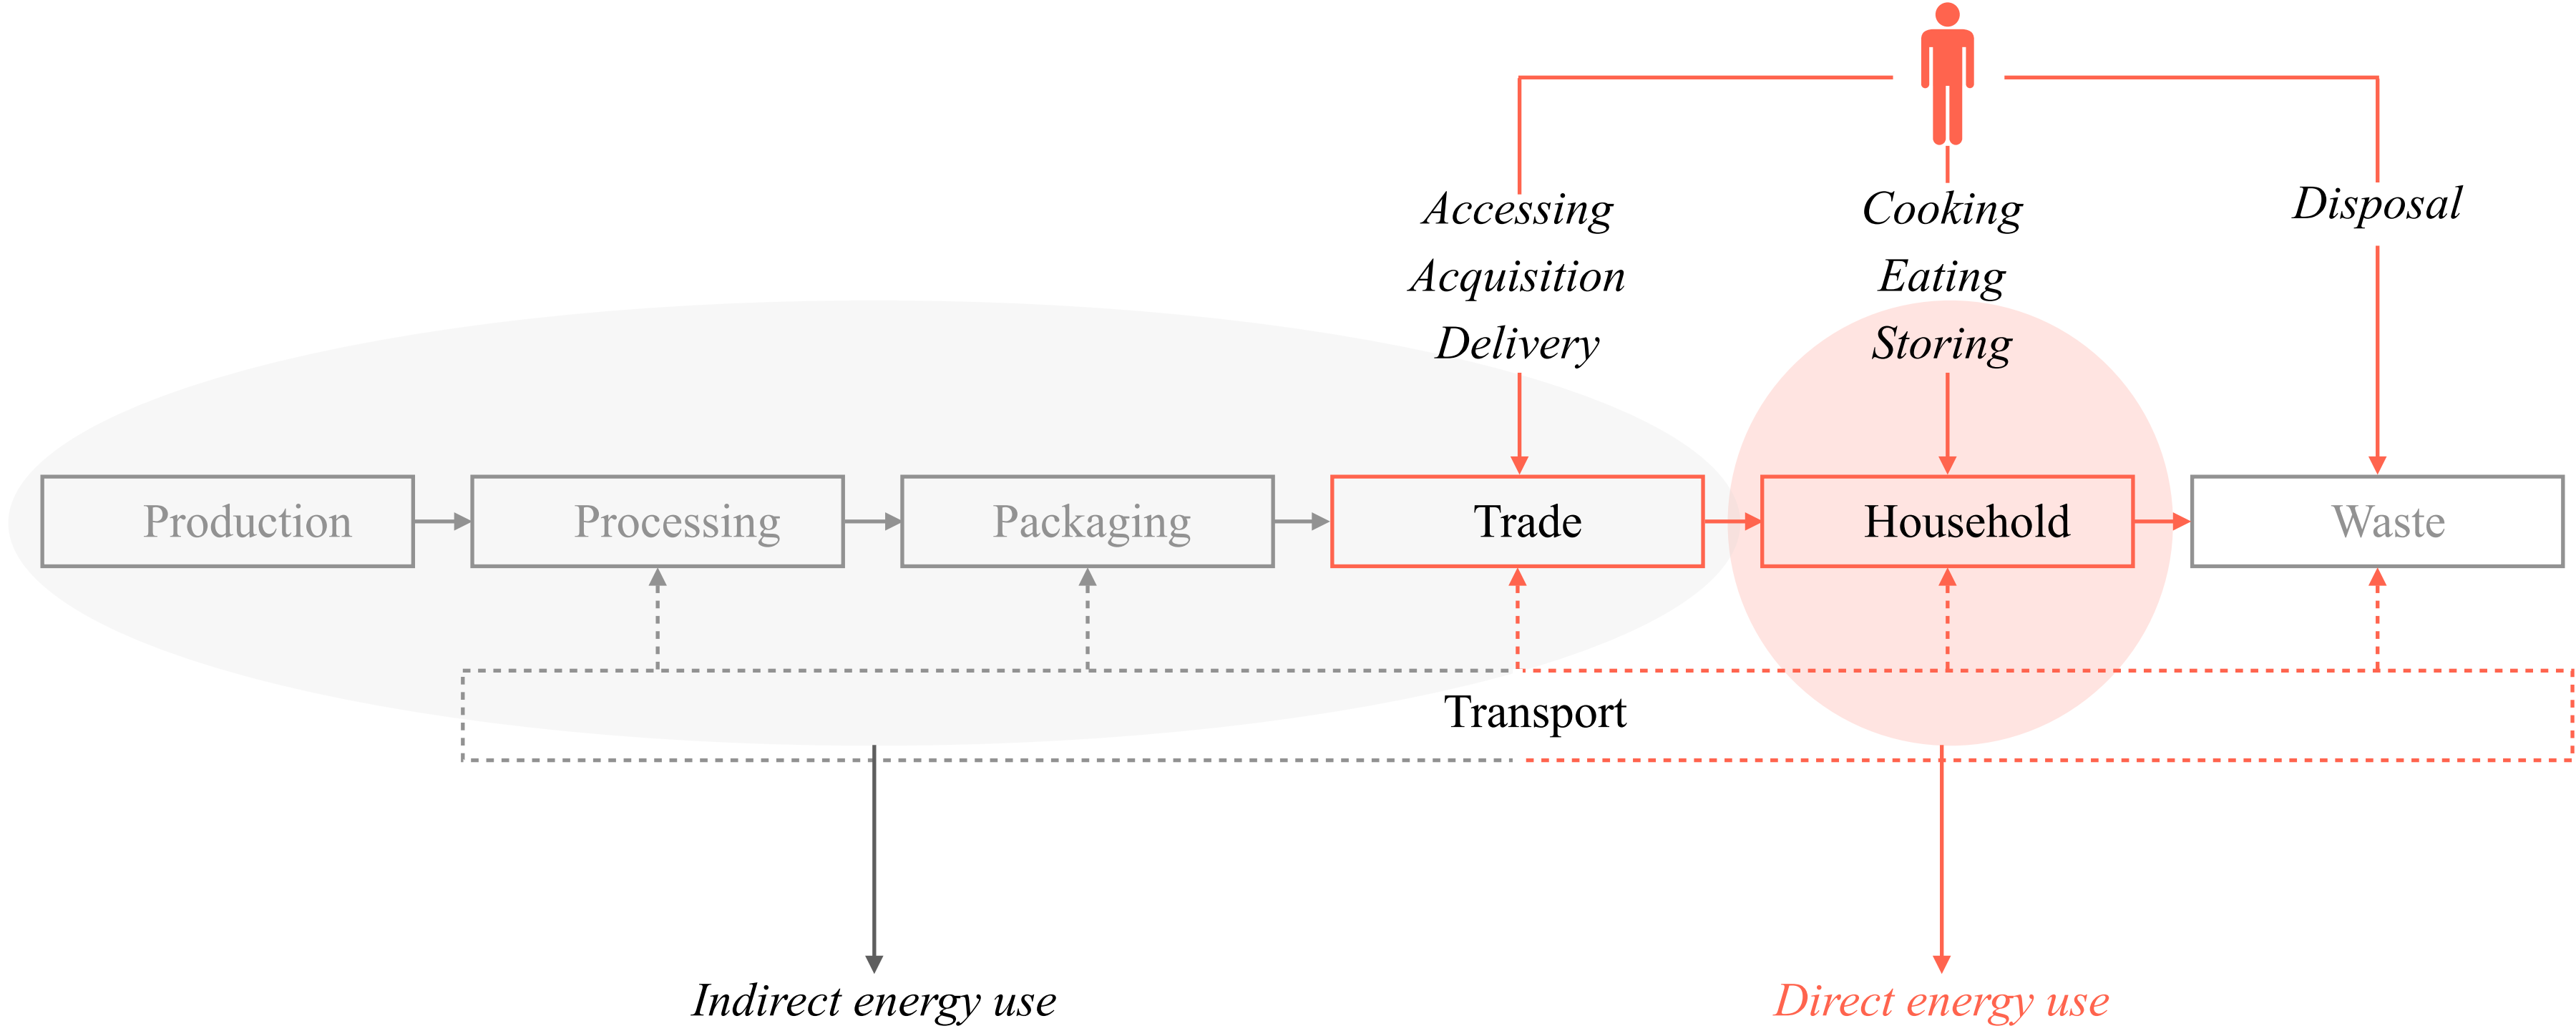 Accessing
Acquisition
Delivery
Cooking
Eating
Storing
Disposal
Production
Processing
Packaging
Trade
Household
Waste
Transport
Indirect energy use
Direct energy use